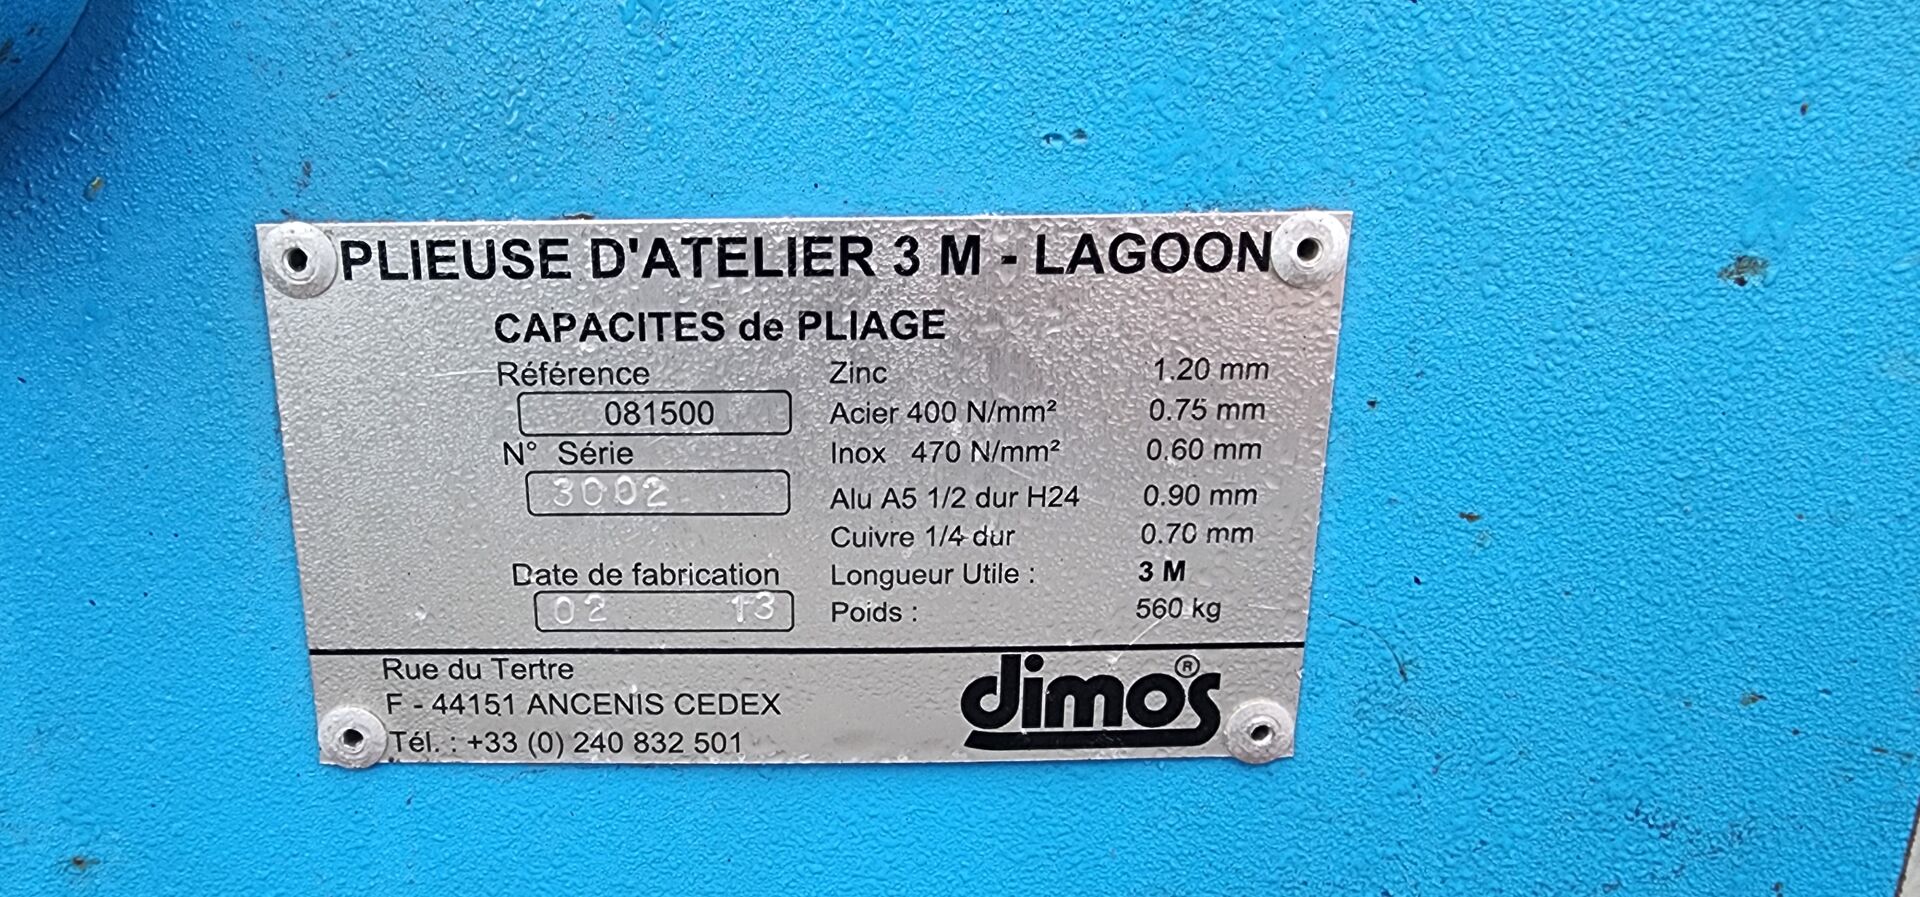 PLIEUSE D'ATELIER 3 M - LAGOON
CAPACITES de PLIAGE
Référence
081500
N° Série
3002
Date de fabrication
02 13
Zinc 1.20 mm
Acier 400 N/mm² 0.75 mm
Inox 470 N/mm² 0.60 mm
Alu A5 1/2 dur H24 0.90 mm
Cuivre 1/4 dur 0.70 mm
Longueur Utile : 3 M
Poids : 560 kg
Rue du Tertre
F - 44151 ANCENIS CEDEX
Tél. : +33 (0) 240 832 501
dimo's®